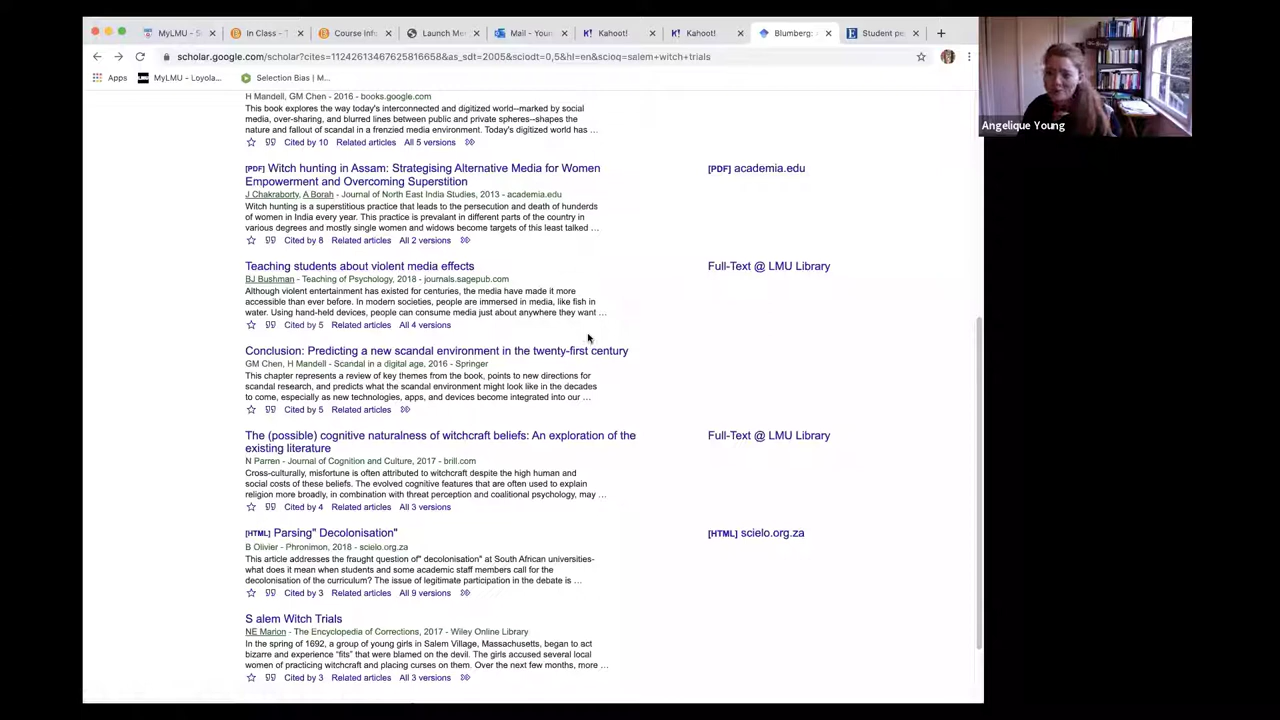 MyLMU - S
In Class - T
Course Info
Launch Me
Mail - Youn
Kahoot!
Kahoot!
Blumberg:
Student pe
scholar.google.com/scholar?cites=11242613467625816658&as_sdt=2005&sciodt=0,5&hl=en&scioq=salem+witch+trials
Apps
MyLMU – Loyola...
Selection Bias | M...
Angelique Young
H Mandell, GM Chen - 2016 - books.google.com
This book explores the way today's interconnected and digitized world--marked by social
media, over-sharing, and blurred lines between public and private spheres--shapes the
nature and fallout of scandal in a frenzied media environment. Today's digitized world has ...
Cited by 10 Related articles All 5 versions
[PDF] Witch hunting in Assam: Strategising Alternative Media for Women
Empowerment and Overcoming Superstition
[PDF] academia.edu
J Chakraborty, A Borah - Journal of North East India Studies, 2013 - academia.edu
Witch hunting is a superstitious practice that leads to the persecution and death of hunderds
of women in India every year. This practice is prevalant in different parts of the country in
various degrees and mostly single women and widows become targets of this least talked ...
Cited by 8 Related articles All 2 versions
Teaching students about violent media effects
Full-Text @ LMU Library
BJ Bushman - Teaching of Psychology, 2018 - journals.sagepub.com
Although violent entertainment has existed for centuries, the media have made it more
accessible than ever before. In modern societies, people are immersed in media, like fish in
water. Using hand-held devices, people can consume media just about anywhere they want ...
Cited by 5 Related articles All 4 versions
Conclusion: Predicting a new scandal environment in the twenty-first century
GM Chen, H Mandell - Scandal in a digital age, 2016 - Springer
This chapter represents a review of key themes from the book, points to new directions for
scandal research, and predicts what the scandal environment might look like in the decades
to come, especially as new technologies, apps, and devices become integrated into our ...
Cited by 5 Related articles
The (possible) cognitive naturalness of witchcraft beliefs: An exploration of the
existing literature
Full-Text @ LMU Library
N Parren - Journal of Cognition and Culture, 2017 - brill.com
Cross-culturally, misfortune is often attributed to witchcraft despite the high human and
social costs of these beliefs. The evolved cognitive features that are often used to explain
religion more broadly, in combination with threat perception and coalitional psychology, may ...
Cited by 4 Related articles All 3 versions
[HTML] Parsing" Decolonisation"
[HTML] scielo.org.za
B Olivier - Phronimon, 2018 - scielo.org.za
This article addresses the fraught question of" decolonisation" at South African universities-
what does it mean when students and some academic staff members call for the
decolonisation of the curriculum? The issue of legitimate participation in the debate is ...
Cited by 3 Related articles All 9 versions
S alem Witch Trials
NE Marion - The Encyclopedia of Corrections, 2017 - Wiley Online Library
In the spring of 1692, a group of young girls in Salem Village, Massachusetts, began to act
bizarre and experience “fits” that were blamed on the devil. The girls accused several local
women of practicing witchcraft and placing curses on them. Over the next few months, more ...
Cited by 3 Related articles All 3 versions